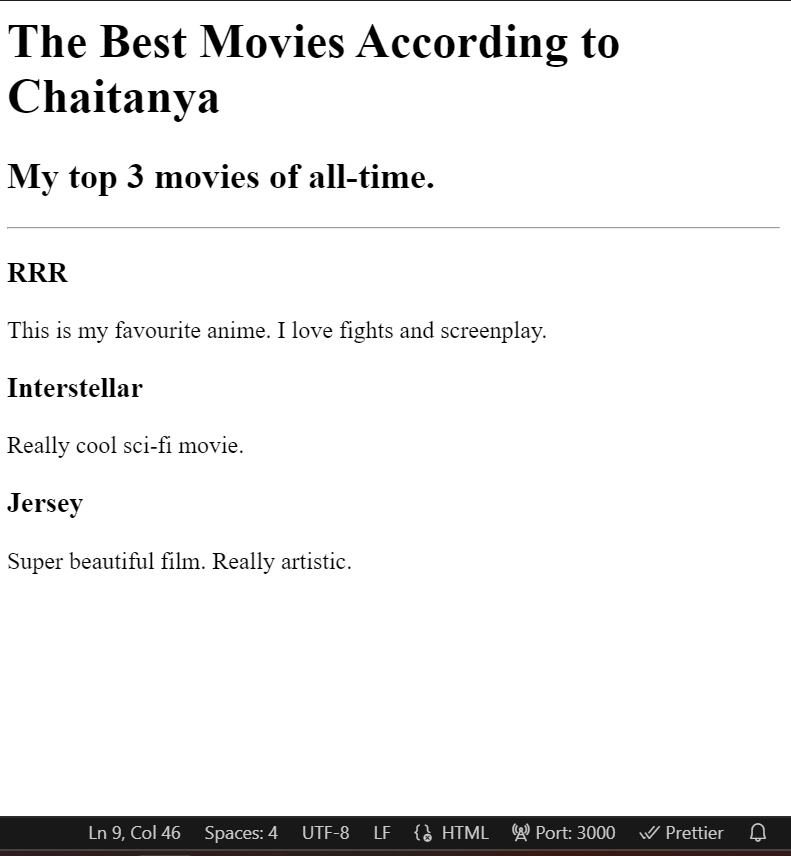 The Best Movies According to
Chaitanya
My top 3 movies of all-time.
RRR
This is my favourite anime. I love fights and screenplay.
Interstellar
Really cool sci-fi movie.
Jersey
Super beautiful film. Really artistic.
Ln 9, Col 46 Spaces: 4 UTF-8 LF HTML Port: 3000 Prettier